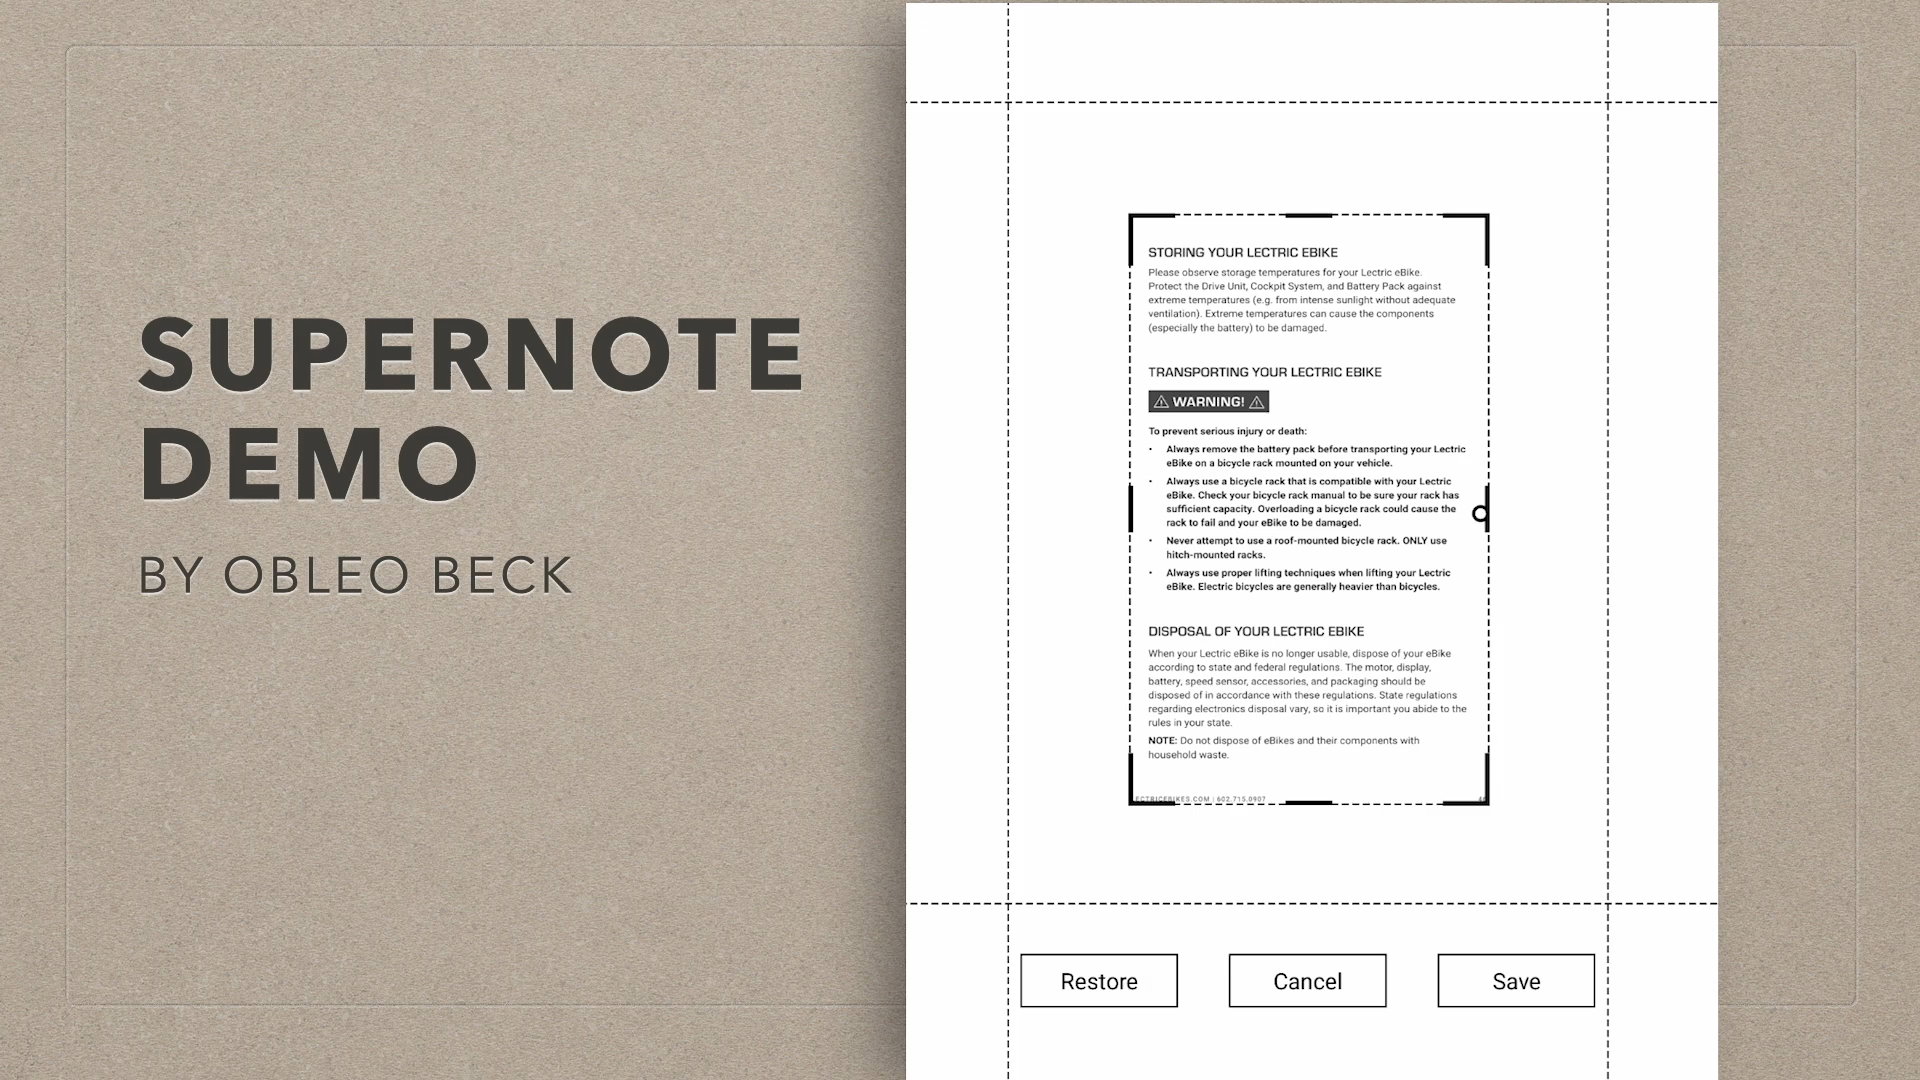 SUPERNOTE
DEMO
BY OBLEO BECK
STORING YOUR LECTRIC EBIKE
Please observe storage temperatures for your Lectric eBike.
Protect the Drive Unit, Cockpit System, and Battery Pack against
extreme temperatures (e.g. from intense sunlight without adequate
ventilation). Extreme temperatures can cause the components
(especially the battery) to be damaged.
TRANSPORTING YOUR LECTRIC EBIKE
WARNING!
To prevent serious injury or death:
• Always remove the battery pack before transporting your Lectric
eBike on a bicycle rack mounted on your vehicle.
• Always use a bicycle rack that is compatible with your Lectric
eBike. Check your bicycle rack manual to be sure your rack has
sufficient capacity. Overloading a bicycle rack could cause the
rack to fail and your eBike to be damaged.
• Never attempt to use a roof-mounted bicycle rack. ONLY use
hitch-mounted racks.
• Always use proper lifting techniques when lifting your Lectric
eBike. Electric bicycles are generally heavier than bicycles.
DISPOSAL OF YOUR LECTRIC EBIKE
When your Lectric eBike is no longer usable, dispose of your eBike
according to state and federal regulations. The motor, display,
battery, speed sensor, accessories, and packaging should be
disposed of in accordance with these regulations. State regulations
regarding electronics disposal vary, so it is important you abide to the
rules in your state.
NOTE: Do not dispose of eBikes and their components with
household waste.
ECTRICEBIKES.COM | 602.715.0907
Restore
Cancel
Save